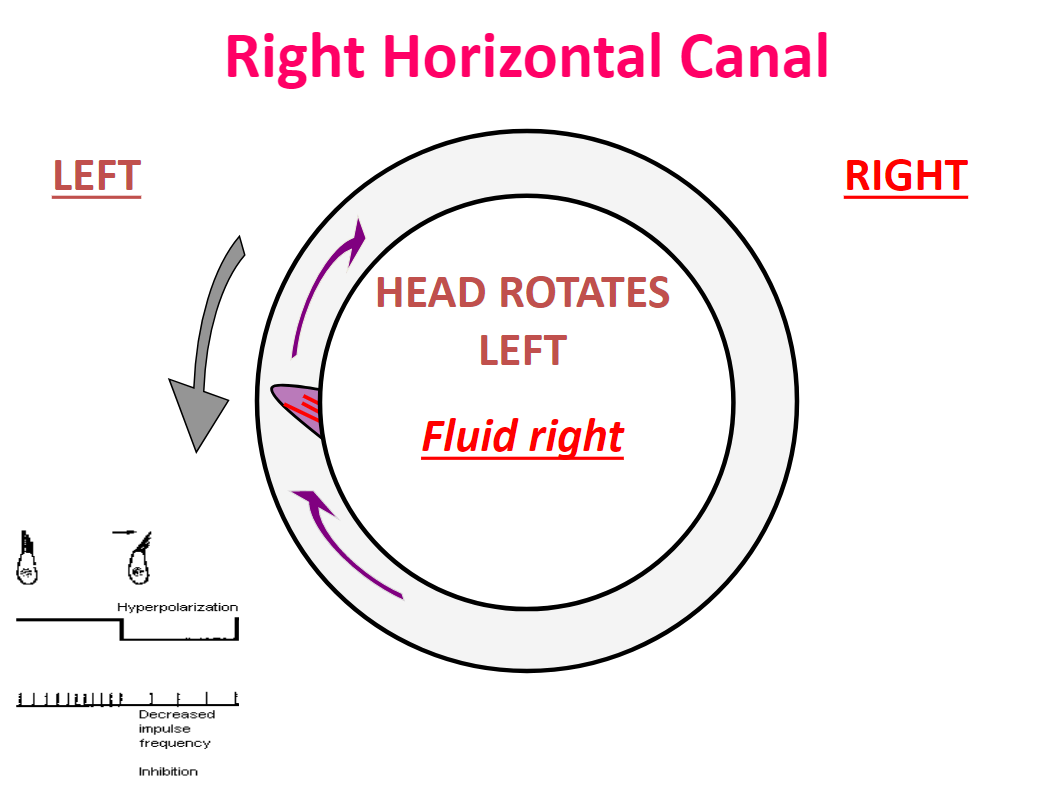 Right Horizontal Canal
LEFT
RIGHT
HEAD ROTATES
LEFT
Fluid right
Hyperpolarization
Decreased
impulse
frequency
Inhibition